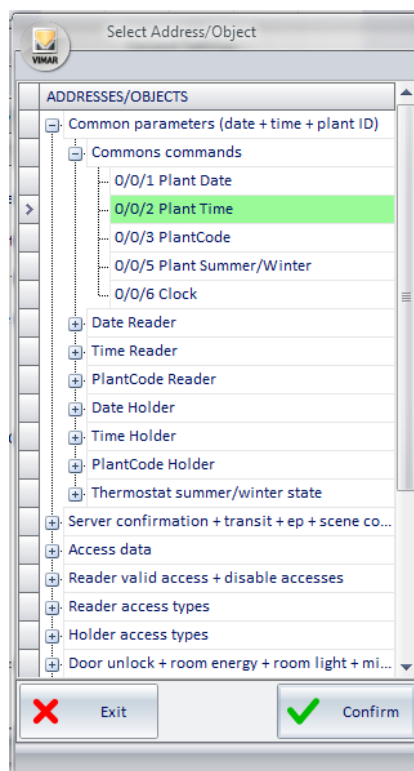 Select Address/Object
VIMAR
ADDRESSES/OBJECTS
Common parameters (date + time + plant ID)
Commons commands
0/0/1 Plant Date
0/0/2 Plant Time
0/0/3 PlantCode
0/0/5 Plant Summer/Winter
0/0/6 Clock
Date Reader
Time Reader
PlantCode Reader
Date Holder
Time Holder
PlantCode Holder
Thermostat summer/winter state
Server confirmation + transit + ep + scene co...
Access data
Reader valid access + disable accesses
Reader access types
Holder access types
Door unlock + room energy + room light + mi...
Exit
Confirm